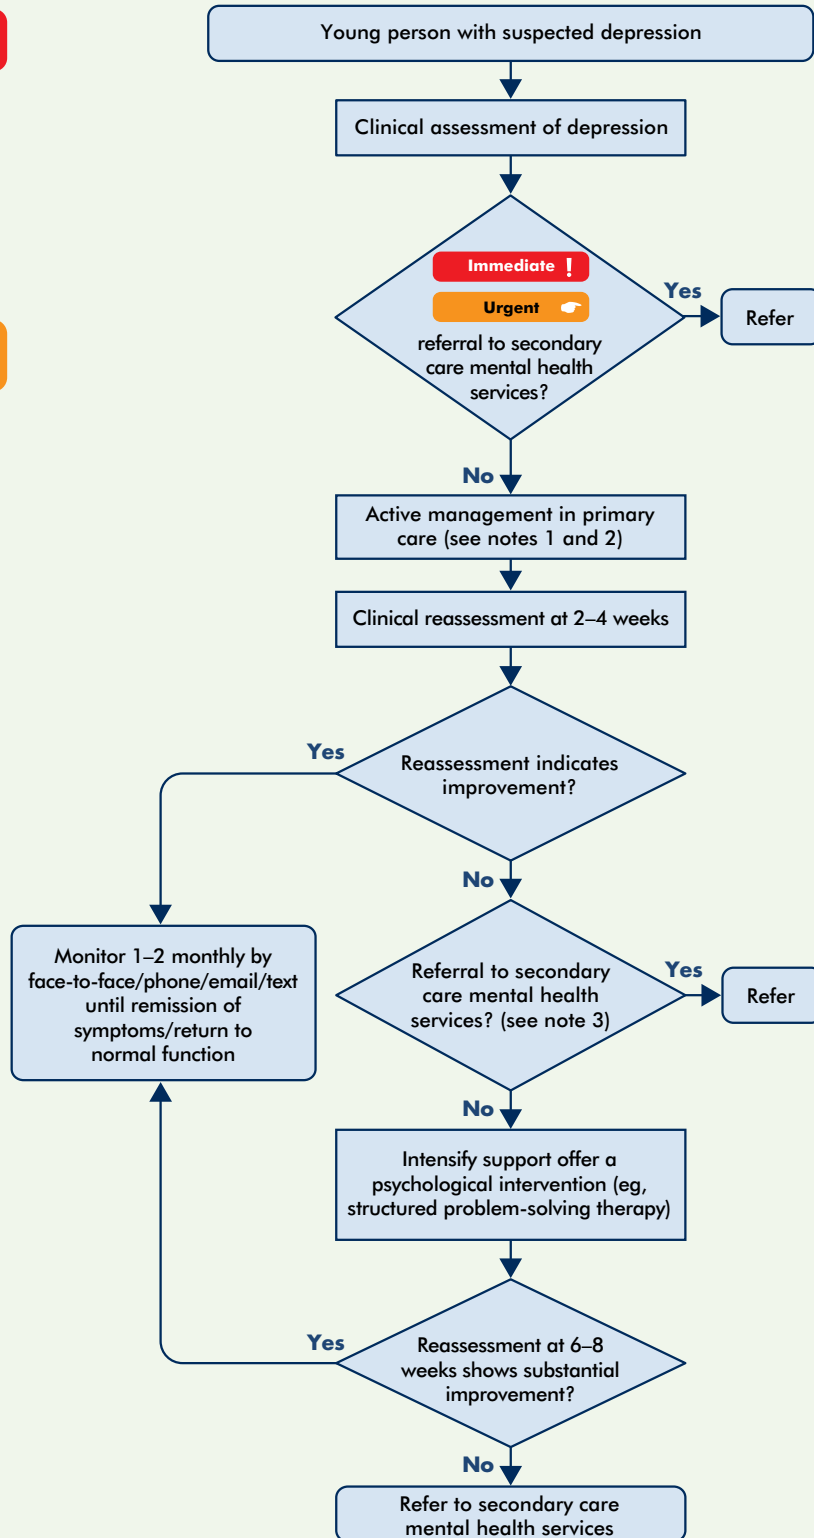 Young person with suspected depression
Clinical assessment of depression
Immediate !
Urgent
referral to secondary
care mental health
services?
Yes
Refer
No
Active management in primary
care (see notes 1 and 2)
Clinical reassessment at 2–4 weeks
Reassessment indicates
improvement?
Yes
No
Monitor 1–2 monthly by
face-to-face/phone/email/text
until remission of
symptoms/return to
normal function
Referral to secondary
care mental health
services? (see note 3)
Yes
Refer
No
Intensify support offer a
psychological intervention (eg,
structured problem-solving therapy)
Reassessment at 6–8
weeks shows substantial
improvement?
Yes
No
Refer to secondary care
mental health services